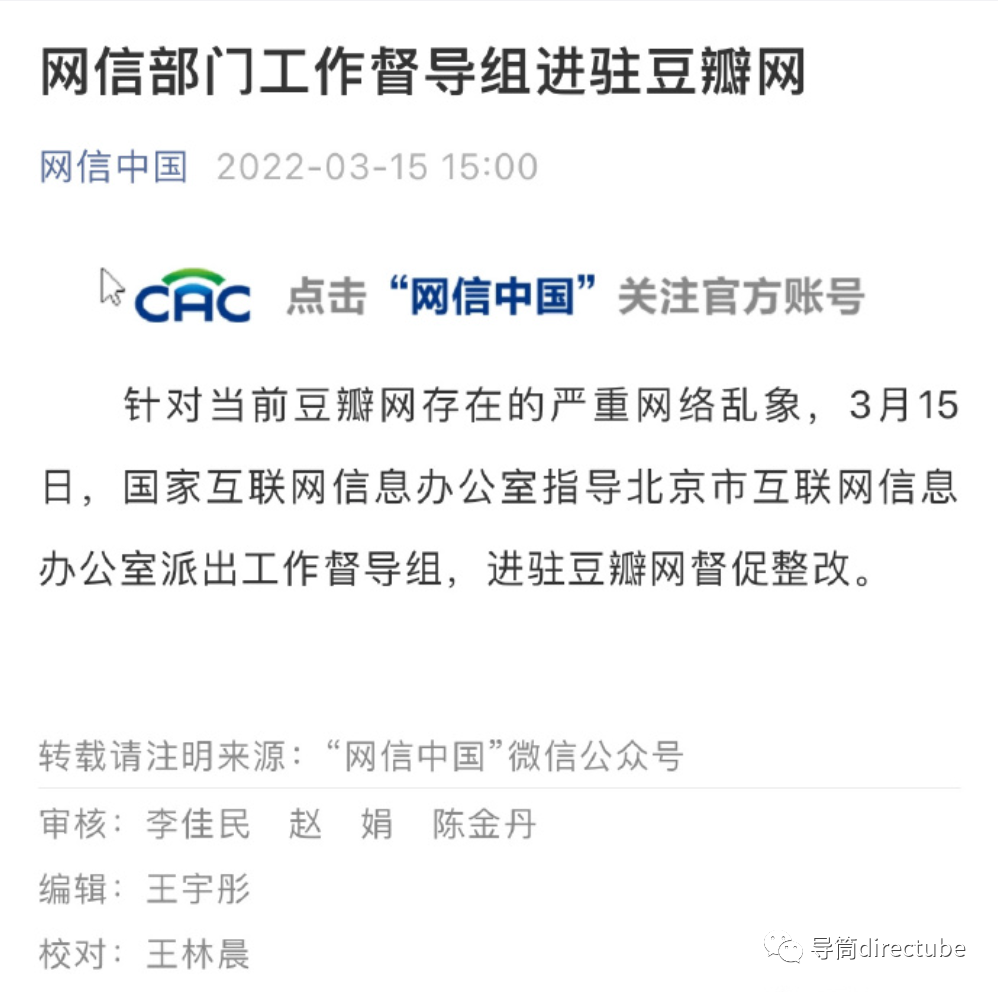 网信部门工作督导组进驻豆瓣网
网信中国 2022-03-15 15:00
CAC 点击“网信中国”关注官方账号
针对当前豆瓣网存在的严重网络乱象，3月15
日，国家互联网信息办公室指导北京市互联网信息
办公室派出工作督导组，进驻豆瓣网督促整改。
转载请注明来源：“网信中国”微信公众号
审核：李佳民 赵 娟 陈金丹
编辑：王宇彤
校对：王林晨
导筒directube